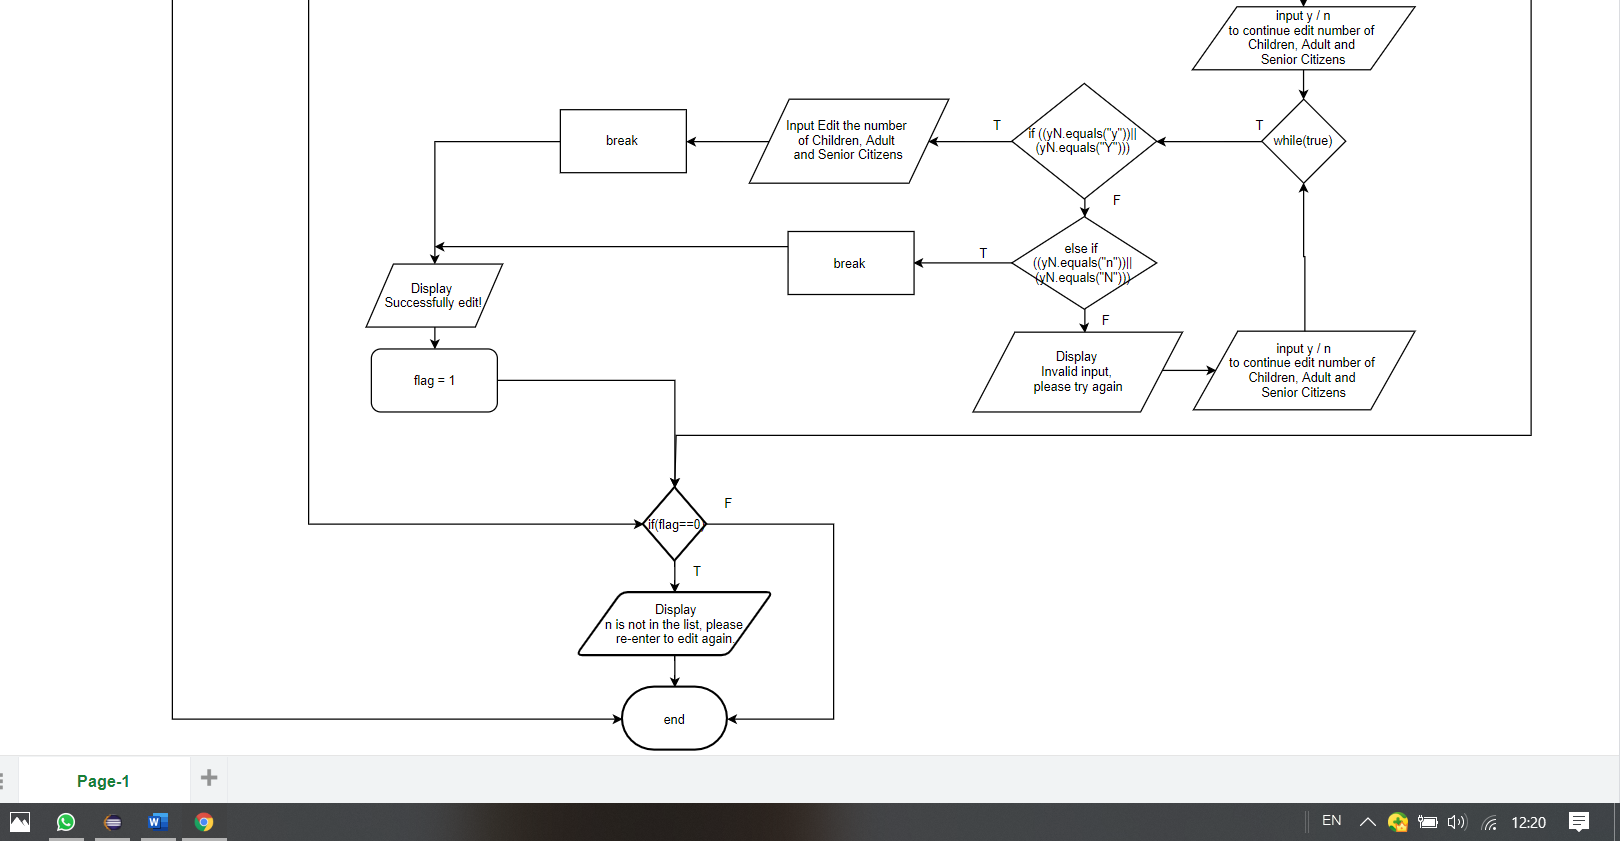 input y / n
to continue edit number of
Children, Adult and
Senior Citizens
T
while(true)
T
if ((yN.equals("y"))||
(yN.equals("Y")))
Input Edit the number
of Children, Adult
and Senior Citizens
break
F
else if
((yN.equals("n"))||
(yN.equals("N")))
T
break
F
Display
Successfully edit!
flag = 1
Display
Invalid input,
please try again
input y / n
to continue edit number of
Children, Adult and
Senior Citizens
if(flag==0)
F
T
Display
n is not in the list, please
re-enter to edit again.
end
Page-1
W
EN
12:20